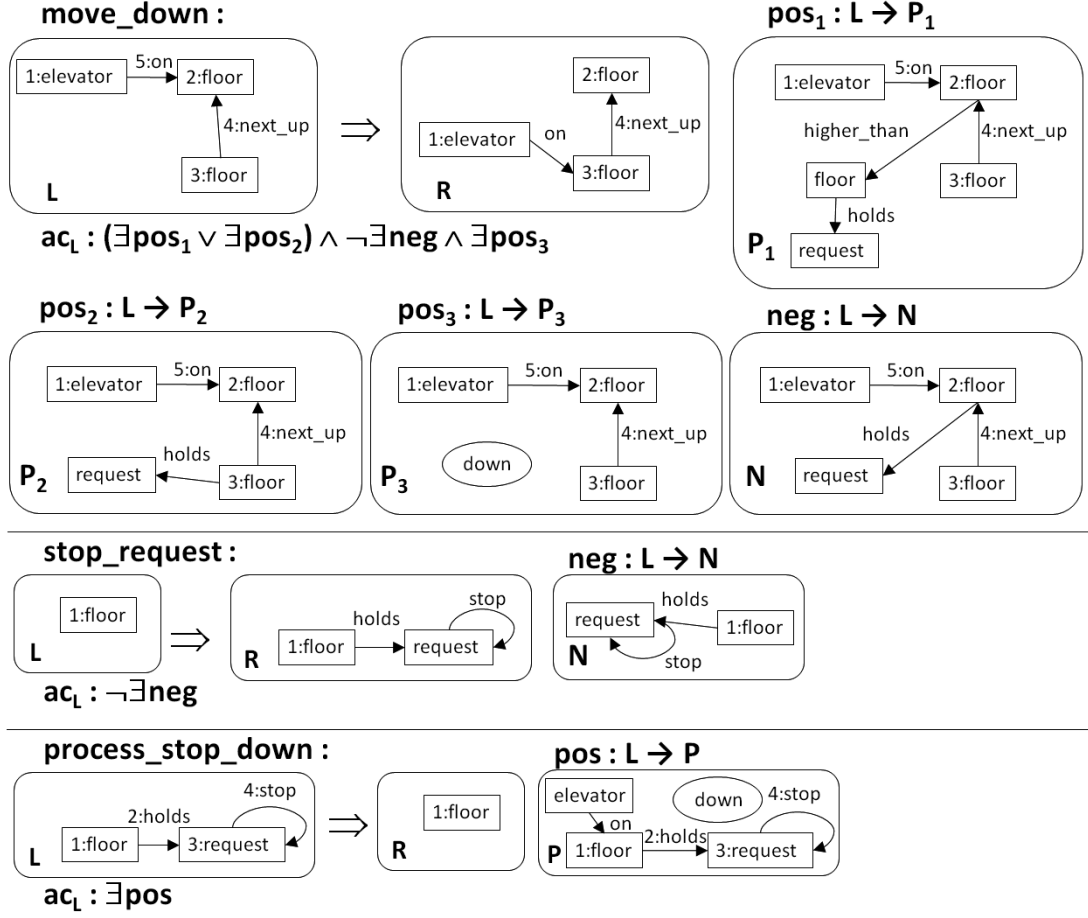 move_down :
pos1 : L → P1
1:elevator
5:on
2:floor
4:next_up
3:floor
L
⇒
2:floor
4:next_up
1:elevator
on
3:floor
R
1:elevator
5:on
2:floor
higher_than
4:next_up
floor
3:floor
holds
request
P1
acL : (∃pos1 ∨ ∃pos2) ∧ ¬∃neg ∧ ∃pos3
pos2 : L → P2
pos3 : L → P3
neg : L → N
1:elevator
5:on
2:floor
4:next_up
holds
request
3:floor
P2
1:elevator
5:on
2:floor
4:next_up
down
3:floor
P3
1:elevator
5:on
2:floor
holds
4:next_up
request
3:floor
N
stop_request :
neg : L → N
1:floor
L
⇒
stop
holds
1:floor
request
R
holds
request
1:floor
stop
N
acL : ¬∃neg
process_stop_down :
pos : L → P
4:stop
2:holds
1:floor
3:request
L
⇒
1:floor
R
elevator
down
4:stop
on
2:holds
1:floor
3:request
P
acL : ∃pos